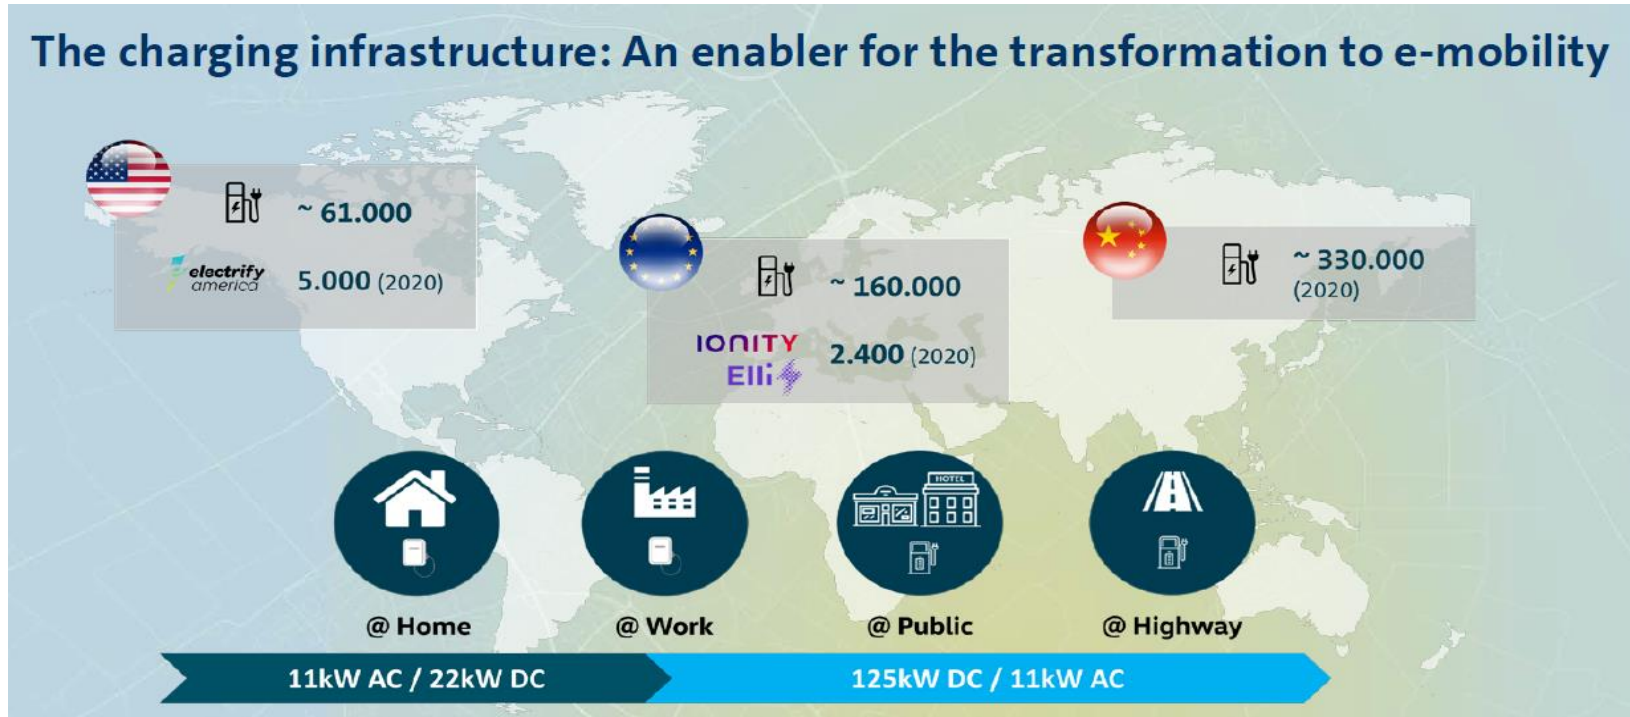 The charging infrastructure: An enabler for the transformation to e-mobility
~ 61.000
electrify
america
5.000 (2020)
~ 160.000
IONITY
Elli
2.400 (2020)
~ 330.000
(2020)
HOTEL
@ Home
@ Work
@ Public
@ Highway
11kW AC / 22kW DC
125kW DC / 11kW AC